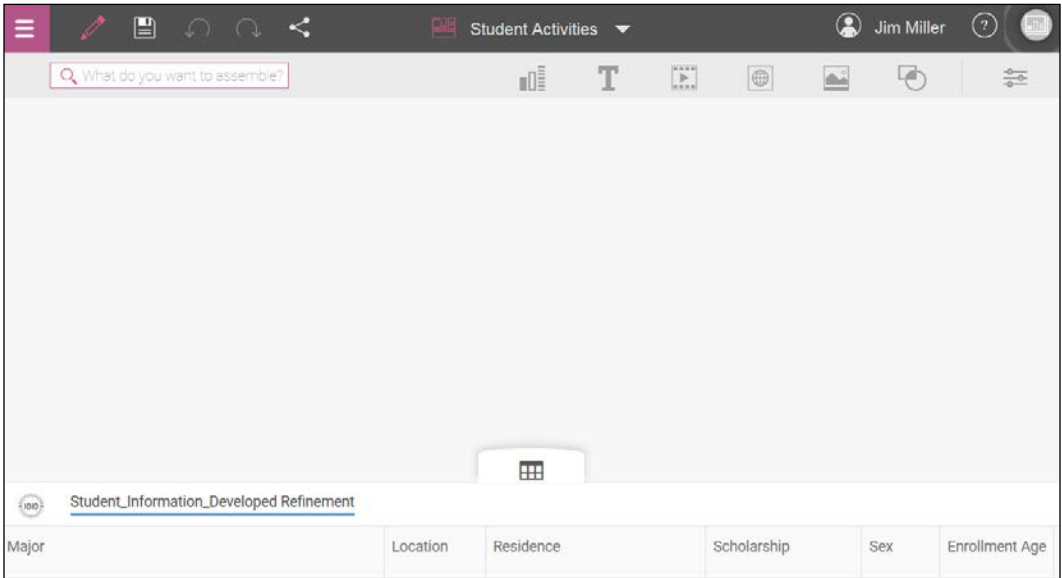 Student Activities Jim Miller ?
What do you want to assemble?
T
1010
Student_Information_Developed Refinement
Major Location Residence Scholarship Sex Enrollment Age